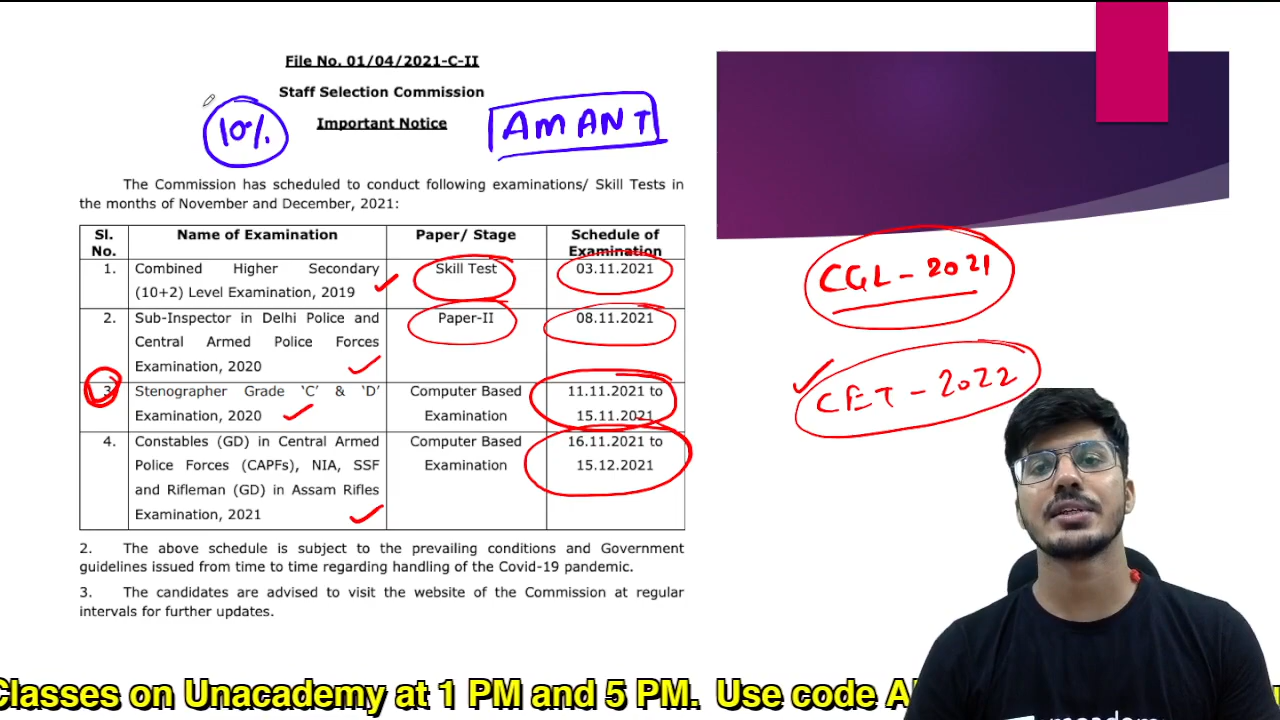 File No. 01/04/2021-C-II
Staff Selection Commission
Important Notice
10%
AMANT
The Commission has scheduled to conduct following examinations/ Skill Tests in
the months of November and December, 2021:
Sl. No. Name of Examination Paper/ Stage Schedule of Examination
1. Combined Higher Secondary Skill Test 03.11.2021
(10+2) Level Examination, 2019
2. Sub-Inspector in Delhi Police and Paper-II 08.11.2021
Central Armed Police Forces
Examination, 2020
3. Stenographer Grade ‘C’ & ‘D’ Computer Based 11.11.2021 to
Examination, 2020 Examination 15.11.2021
4. Constables (GD) in Central Armed Computer Based 16.11.2021 to
Police Forces (CAPFs), NIA, SSF Examination 15.12.2021
and Rifleman (GD) in Assam Rifles
Examination, 2021
2. The above schedule is subject to the prevailing conditions and Government
guidelines issued from time to time regarding handling of the Covid-19 pandemic.
3. The candidates are advised to visit the website of the Commission at regular
intervals for further updates.
CGL - 2021
CET - 2022
Classes on Unacademy at 1 PM and 5 PM. Use code